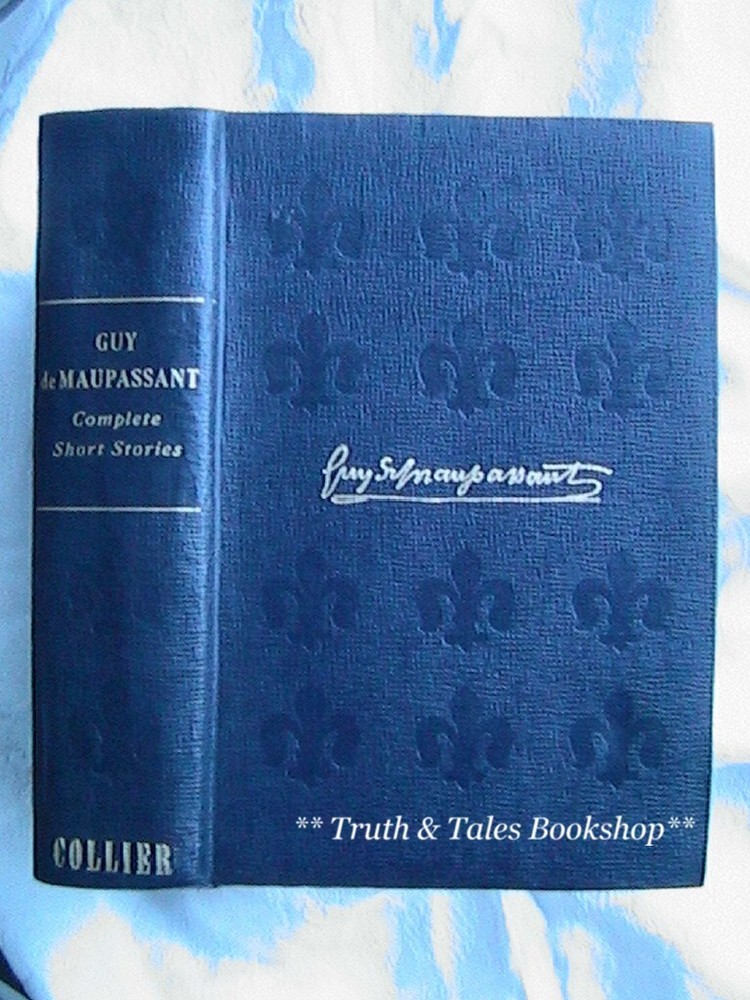 GUY
de MAUPASSANT
Complete
Short Stories
COLLIER
Guy de Maupassant
** Truth & Tales Bookshop**